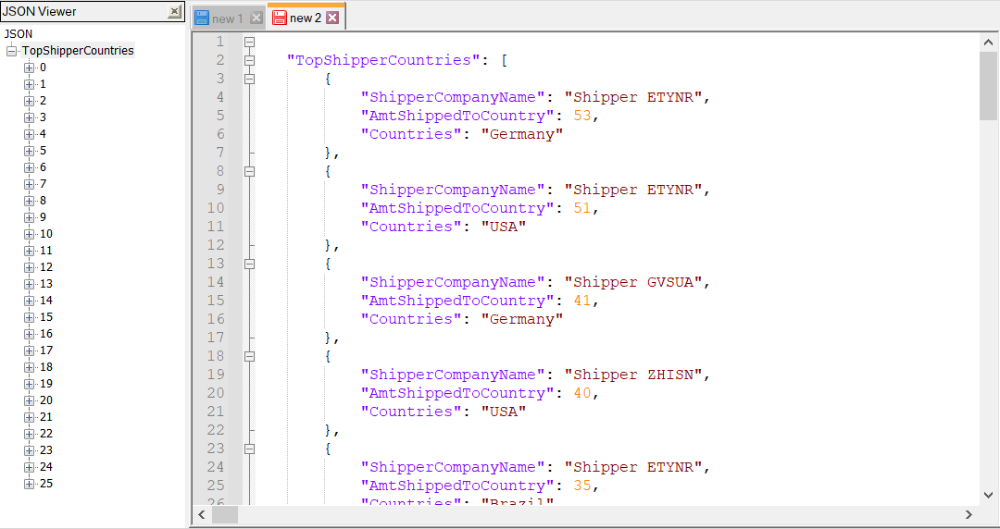 JSON Viewer
JSON
TopShipperCountries
0
1
2
3
4
5
6
7
8
9
10
11
12
13
14
15
16
17
18
19
20
21
22
23
24
25
new 1
new 2
1
2 "TopShipperCountries": [
3 {
4 "ShipperCompanyName": "Shipper ETYNR",
5 "AmtShippedToCountry": 53,
6 "Countries": "Germany"
7 },
8 {
9 "ShipperCompanyName": "Shipper ETYNR",
10 "AmtShippedToCountry": 51,
11 "Countries": "USA"
12 },
13 {
14 "ShipperCompanyName": "Shipper GVSUA",
15 "AmtShippedToCountry": 41,
16 "Countries": "Germany"
17 },
18 {
19 "ShipperCompanyName": "Shipper ZHISN",
20 "AmtShippedToCountry": 40,
21 "Countries": "USA"
22 },
23 {
24 "ShipperCompanyName": "Shipper ETYNR",
25 "AmtShippedToCountry": 35,
26 "Countries": "Brazil"